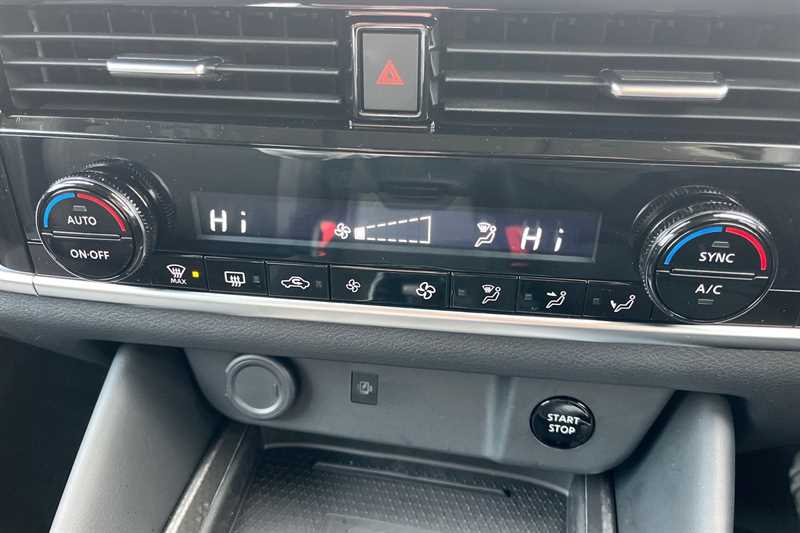 AUTO
ON·OFF
Hi
Hi
SYNC
A/C
MAX
START
STOP